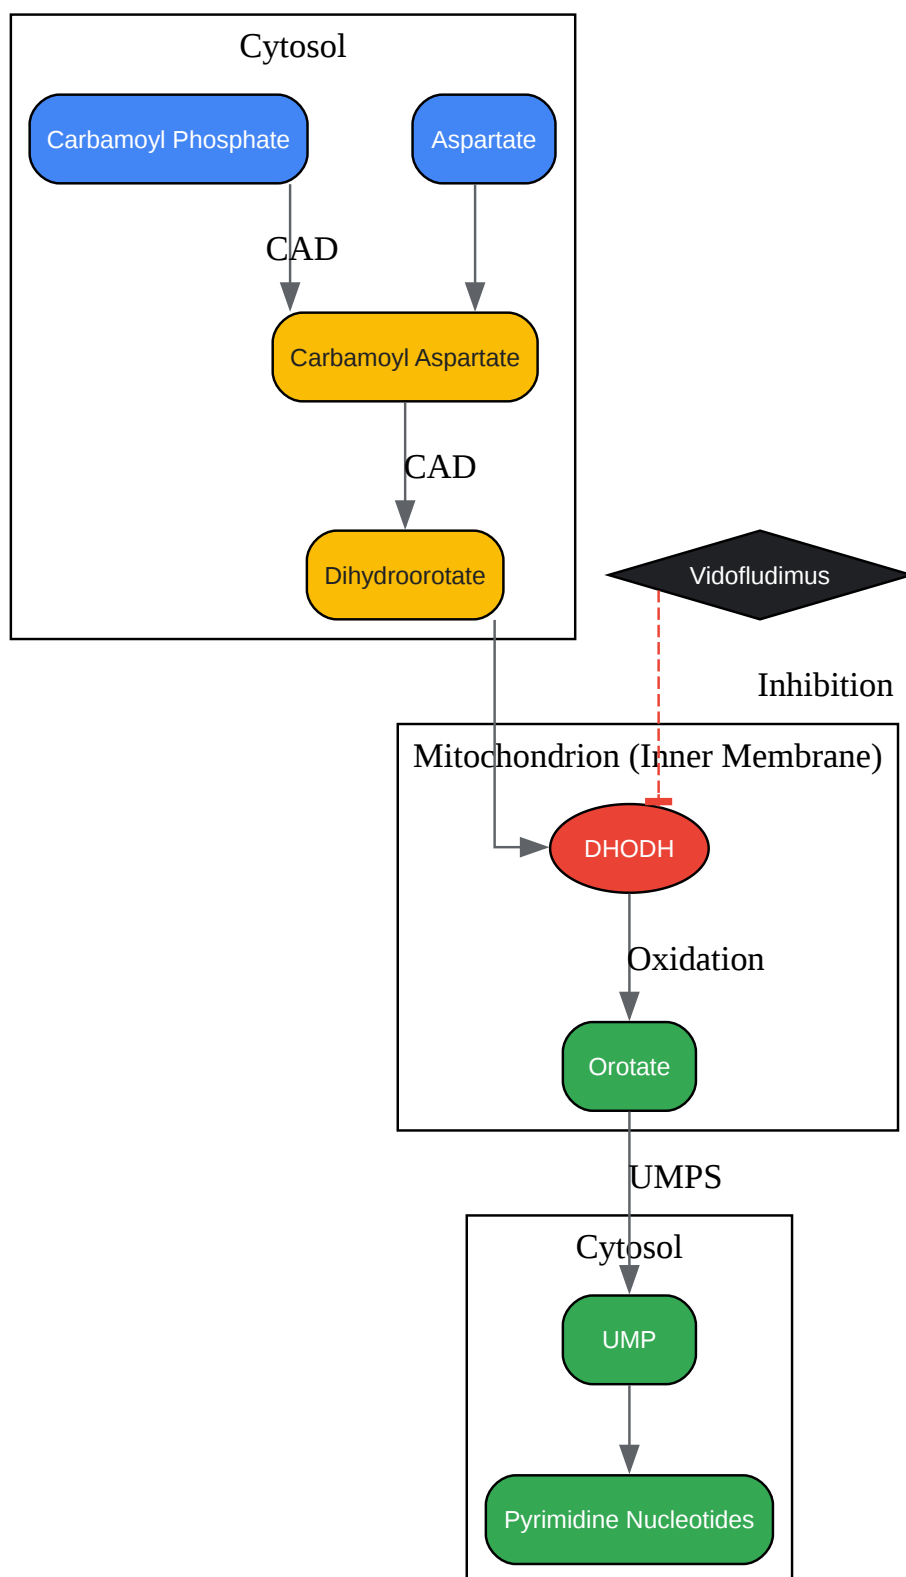 Cytosol
Carbamoyl Phosphate
Aspartate
CAD
Carbamoyl Aspartate
CAD
Dihydroorotate
Vidofludimus
Inhibition
Mitochondrion (Inner Membrane)
DHODH
Oxidation
Orotate
UMPS
Cytosol
UMP
Pyrimidine Nucleotides